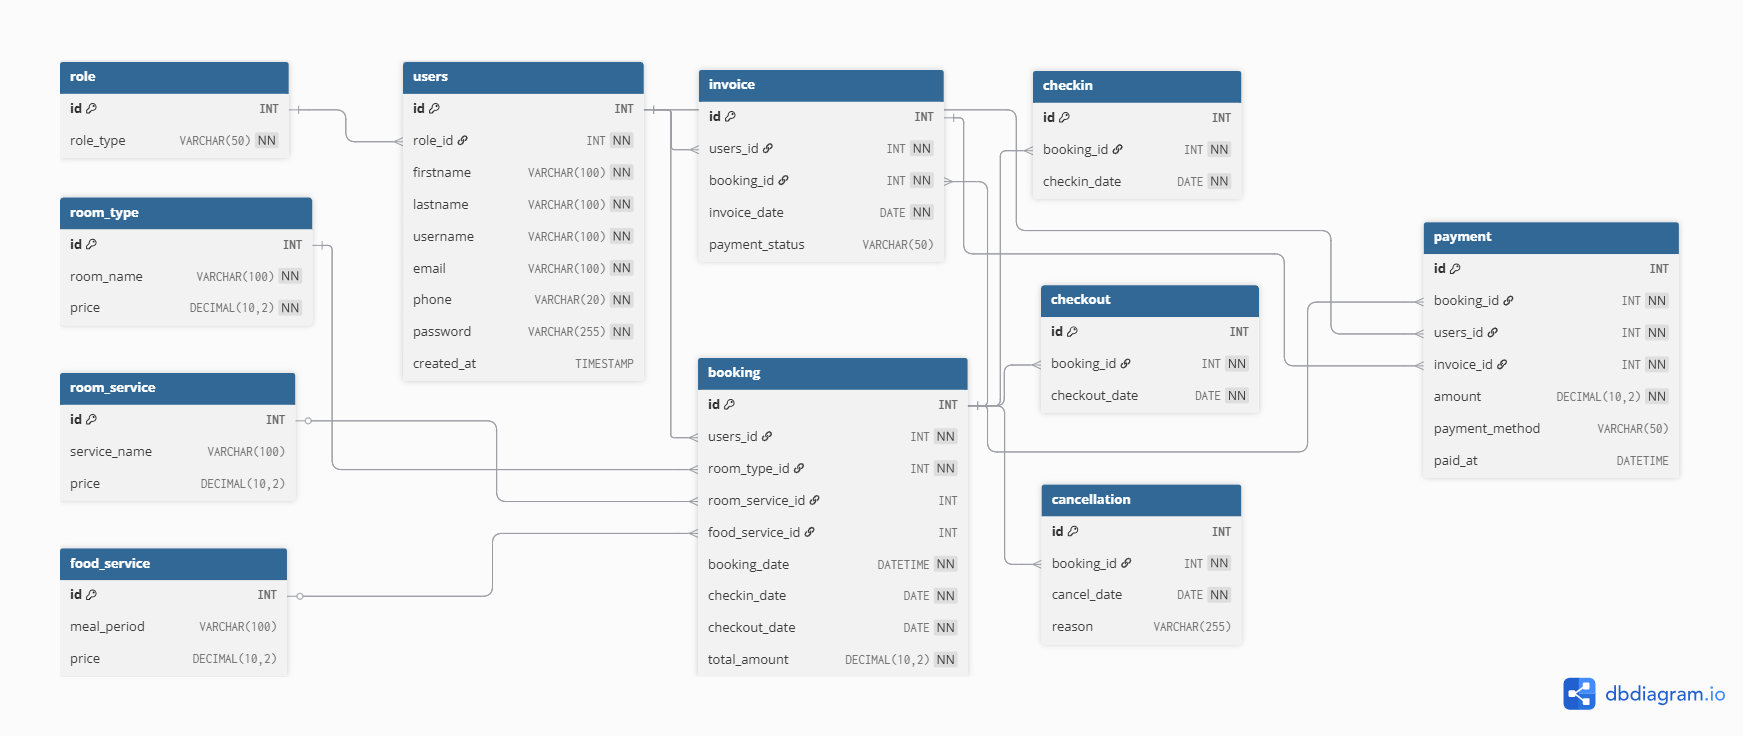 role
id INT
role_type VARCHAR(50) NN
room_type
id INT
room_name VARCHAR(100) NN
price DECIMAL(10,2) NN
room_service
id INT
service_name VARCHAR(100)
price DECIMAL(10,2)
food_service
id INT
meal_period VARCHAR(100)
price DECIMAL(10,2)
users
id INT
role_id INT NN
firstname VARCHAR(100) NN
lastname VARCHAR(100) NN
username VARCHAR(100) NN
email VARCHAR(100) NN
phone VARCHAR(20) NN
password VARCHAR(255) NN
created_at TIMESTAMP
invoice
id INT
users_id INT NN
booking_id INT NN
invoice_date DATE NN
payment_status VARCHAR(50)
booking
id INT
users_id INT NN
room_type_id INT NN
room_service_id INT
food_service_id INT
booking_date DATETIME NN
checkin_date DATE NN
checkout_date DATE NN
total_amount DECIMAL(10,2) NN
checkin
id INT
booking_id INT NN
checkin_date DATE NN
checkout
id INT
booking_id INT NN
checkout_date DATE NN
cancellation
id INT
booking_id INT NN
cancel_date DATE NN
reason VARCHAR(255)
payment
id INT
booking_id INT NN
users_id INT NN
invoice_id INT NN
amount DECIMAL(10,2) NN
payment_method VARCHAR(50)
paid_at DATETIME
dbdiagram.io